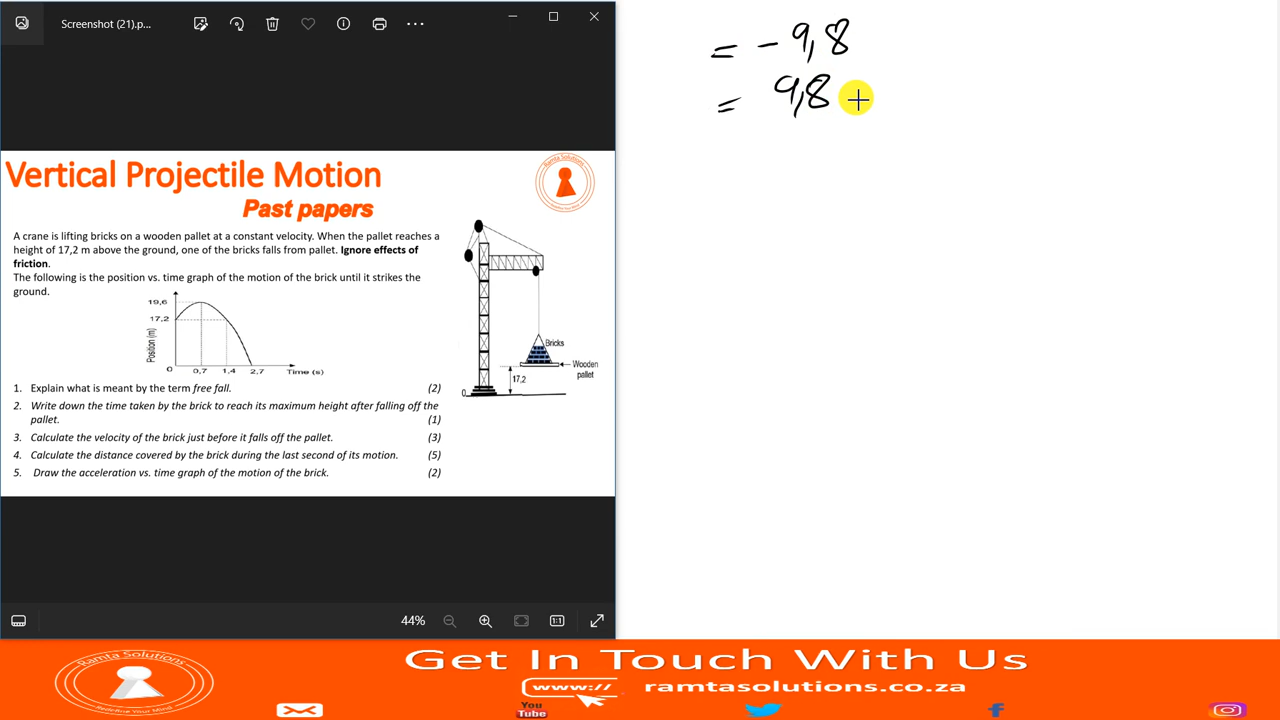 Screenshot (21).p...
= - 9,8
= 9,8
Vertical Projectile Motion
Past papers
Ramta Solutions
A crane is lifting bricks on a wooden pallet at a constant velocity. When the pallet reaches a
height of 17,2 m above the ground, one of the bricks falls from pallet. Ignore effects of
friction.
The following is the position vs. time graph of the motion of the brick until it strikes the
ground.
19,6
17,2
Position (m)
0
0,7
1,4
2,7
Time (s)
Bricks
Wooden
pallet
17,2
0
1. Explain what is meant by the term free fall. (2)
2. Write down the time taken by the brick to reach its maximum height after falling off the
pallet. (1)
3. Calculate the velocity of the brick just before it falls off the pallet. (3)
4. Calculate the distance covered by the brick during the last second of its motion. (5)
5. Draw the acceleration vs. time graph of the motion of the brick. (2)
44%
1:1
Ramta Solutions
Get In Touch With Us
www://
ramtasolutions.co.za
You
Tube